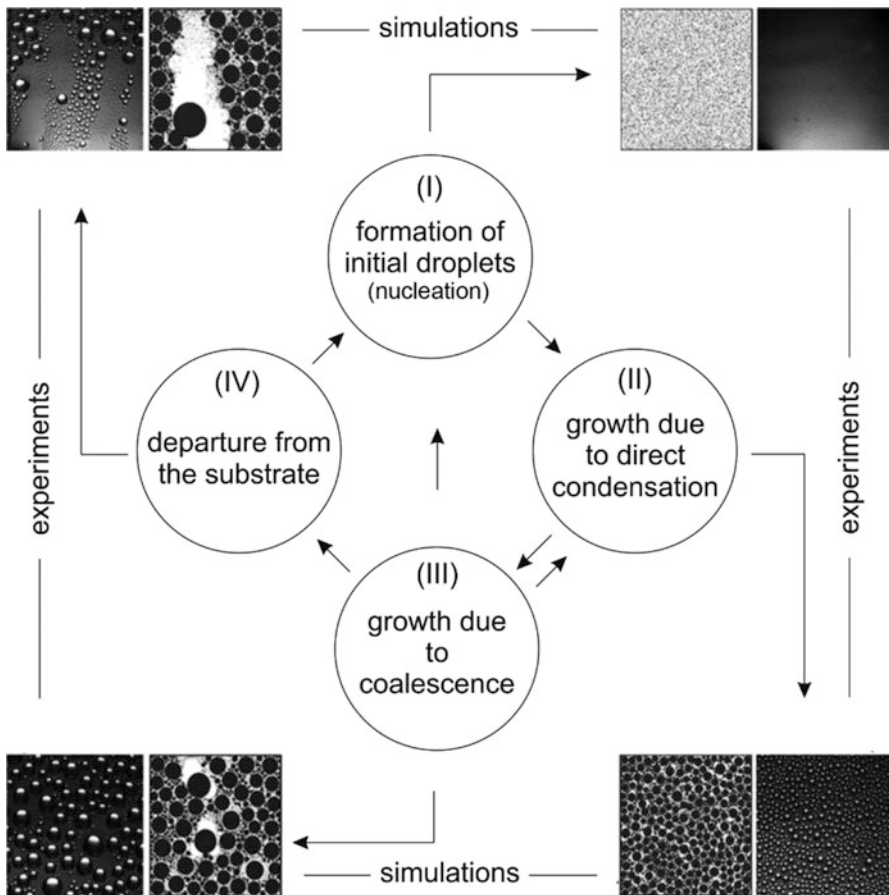 simulations
(I)
formation of
initial droplets
(nucleation)
(IV)
departure from
the substrate
(II)
growth due
to direct
condensation
(III)
growth due
to
coalescence
experiments
experiments
simulations